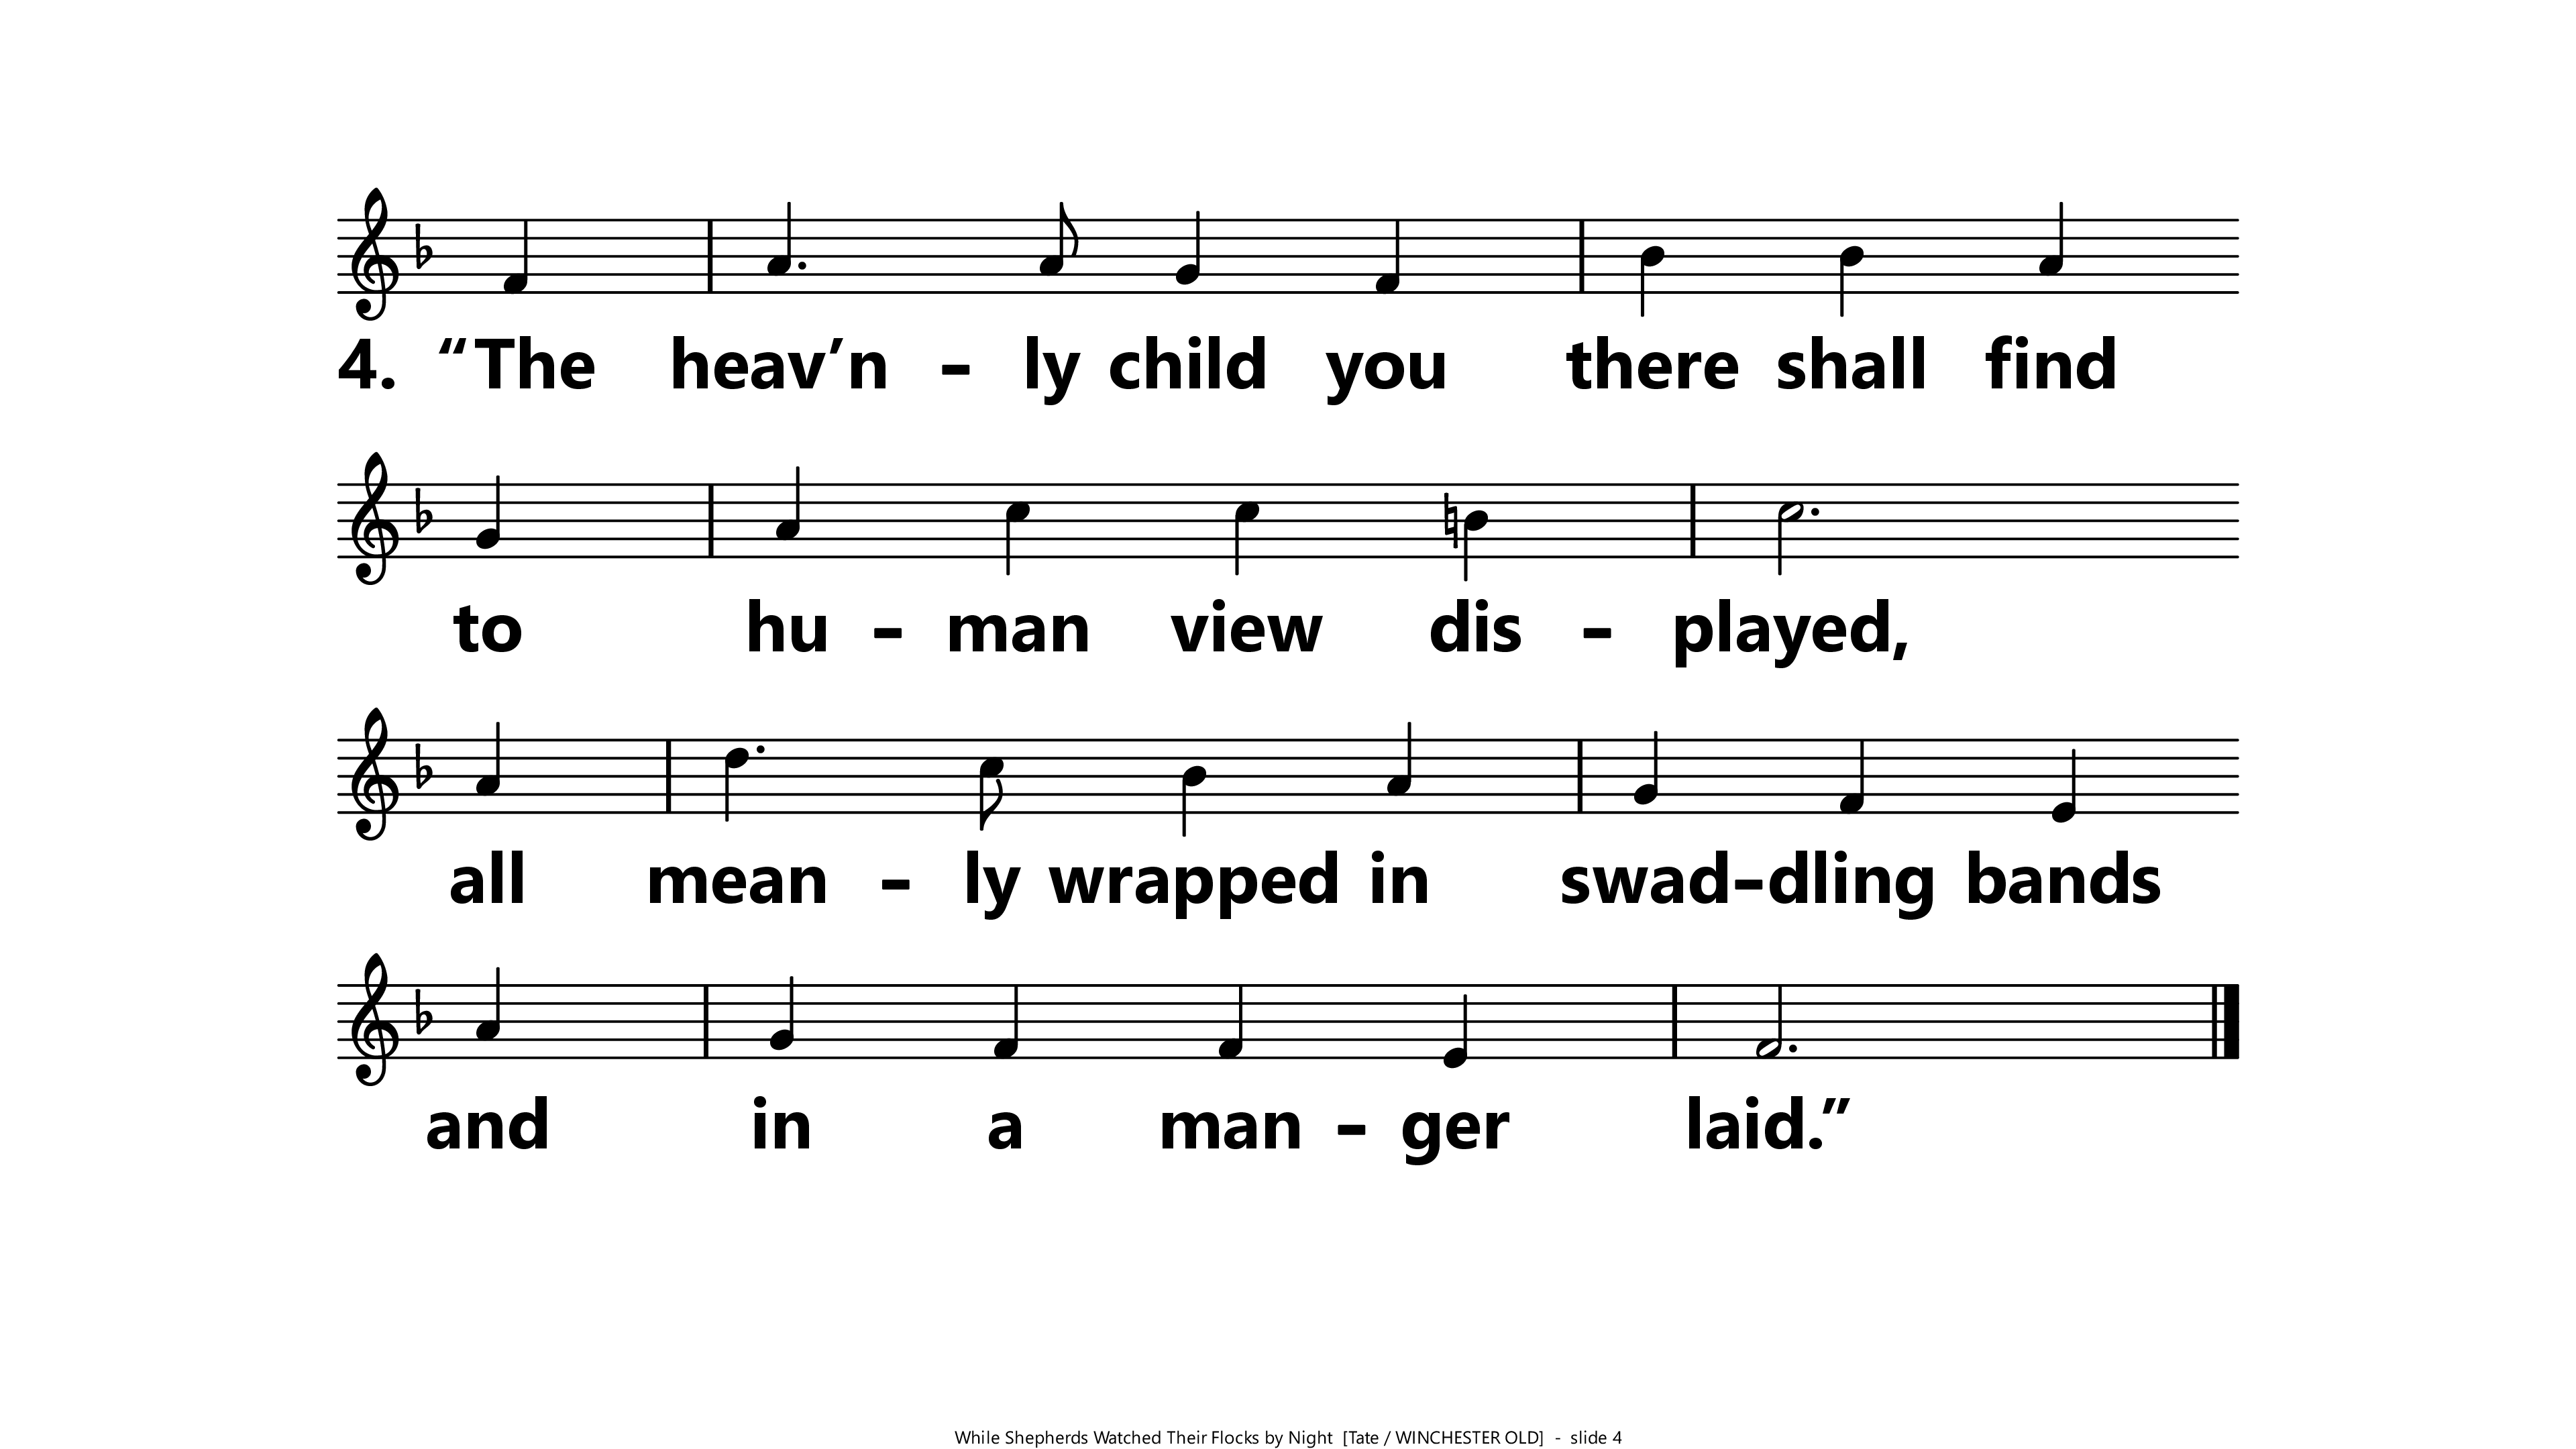 4. “The heav’n - ly child you there shall find
to hu - man view dis - played,
all mean - ly wrapped in swad-dling bands
and in a man - ger laid.”
While Shepherds Watched Their Flocks by Night [Tate / WINCHESTER OLD] - slide 4